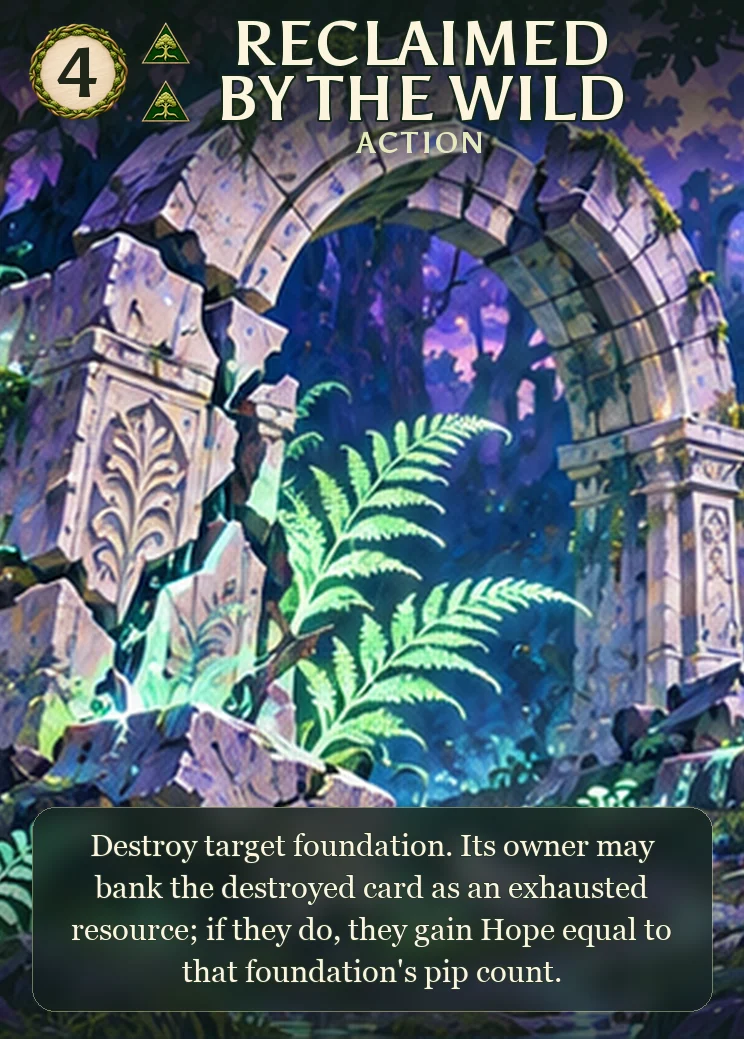 4
RECLAIMED
BY THE WILD
ACTION
Destroy target foundation. Its owner may
bank the destroyed card as an exhausted
resource; if they do, they gain Hope equal to
that foundation's pip count.